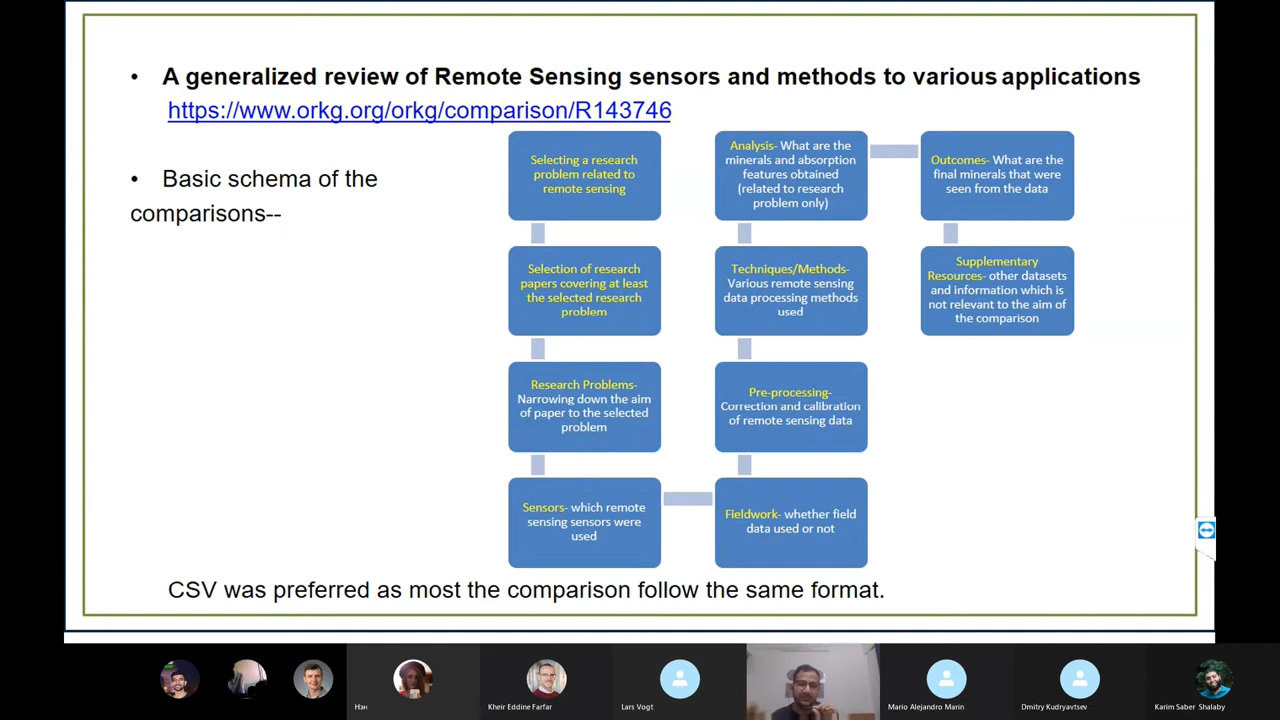 • A generalized review of Remote Sensing sensors and methods to various applications
https://www.orkg.org/orkg/comparison/R143746
• Basic schema of the
comparisons--
Selecting a research
problem related to
remote sensing
Selection of research
papers covering at least
the selected research
problem
Research Problems-
Narrowing down the aim
of paper to the selected
problem
Sensors- which remote
sensing sensors were
used
Fieldwork- whether field
data used or not
Pre-processing-
Correction and calibration
of remote sensing data
Techniques/Methods-
Various remote sensing
data processing methods
used
Analysis- What are the
minerals and absorption
features obtained
(related to research
problem only)
Outcomes- What are the
final minerals that were
seen from the data
Supplementary
Resources- other datasets
and information which is
not relevant to the aim of
the comparison
CSV was preferred as most the comparison follow the same format.
Нэн
Kheir Eddine Farfar
Lars Vogt
Mario Alejandro Marin
Dmitry Kudryavtsev
Karim Saber Shalaby